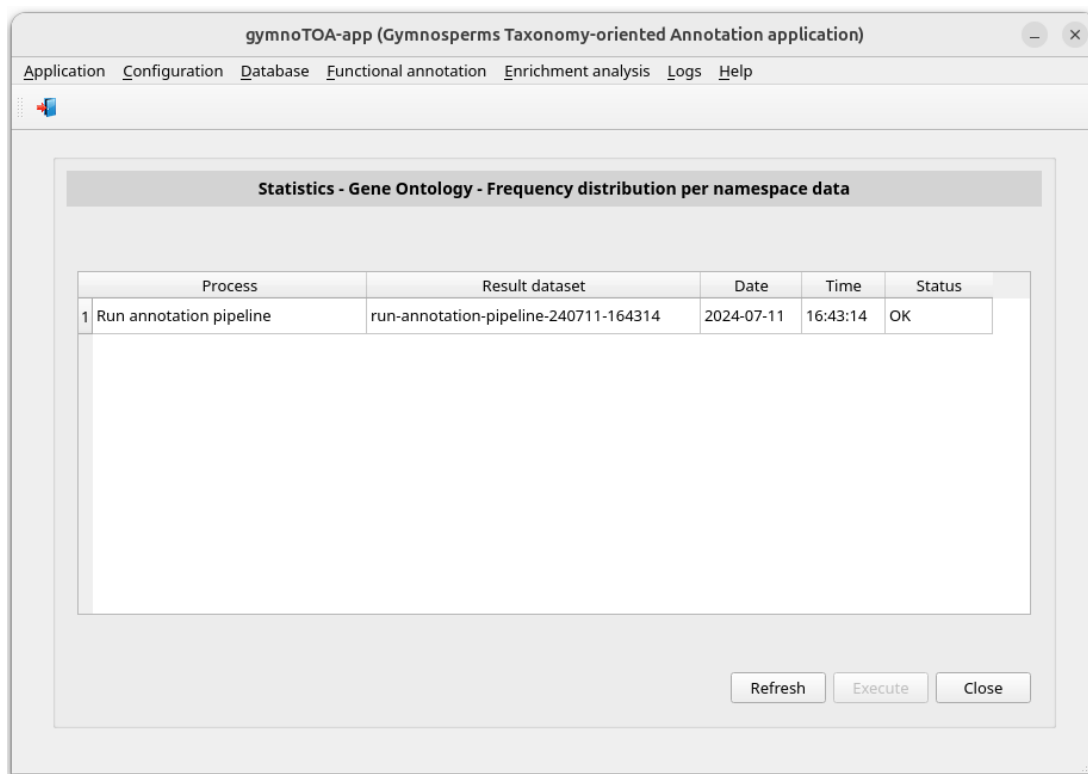 gymnoTOA-app (Gymnosperms Taxonomy-oriented Annotation application)
Application Configuration Database Functional annotation Enrichment analysis Logs Help
Statistics - Gene Ontology - Frequency distribution per namespace data
Process Result dataset Date Time Status
1 Run annotation pipeline run-annotation-pipeline-240711-164314 2024-07-11 16:43:14 OK
Refresh Execute Close